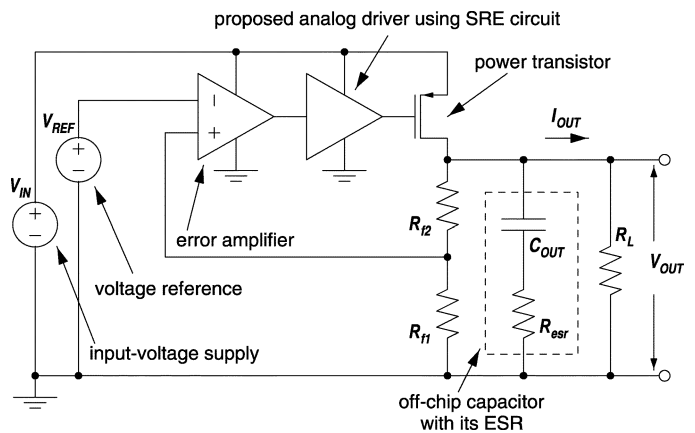 proposed analog driver using SRE circuit
power transistor
I_OUT
V_REF
+
−
I
+
V_IN
+
−
error amplifier
voltage reference
input-voltage supply
R_f2
R_f1
C_OUT
R_esr
R_L
V_OUT
off-chip capacitor
with its ESR